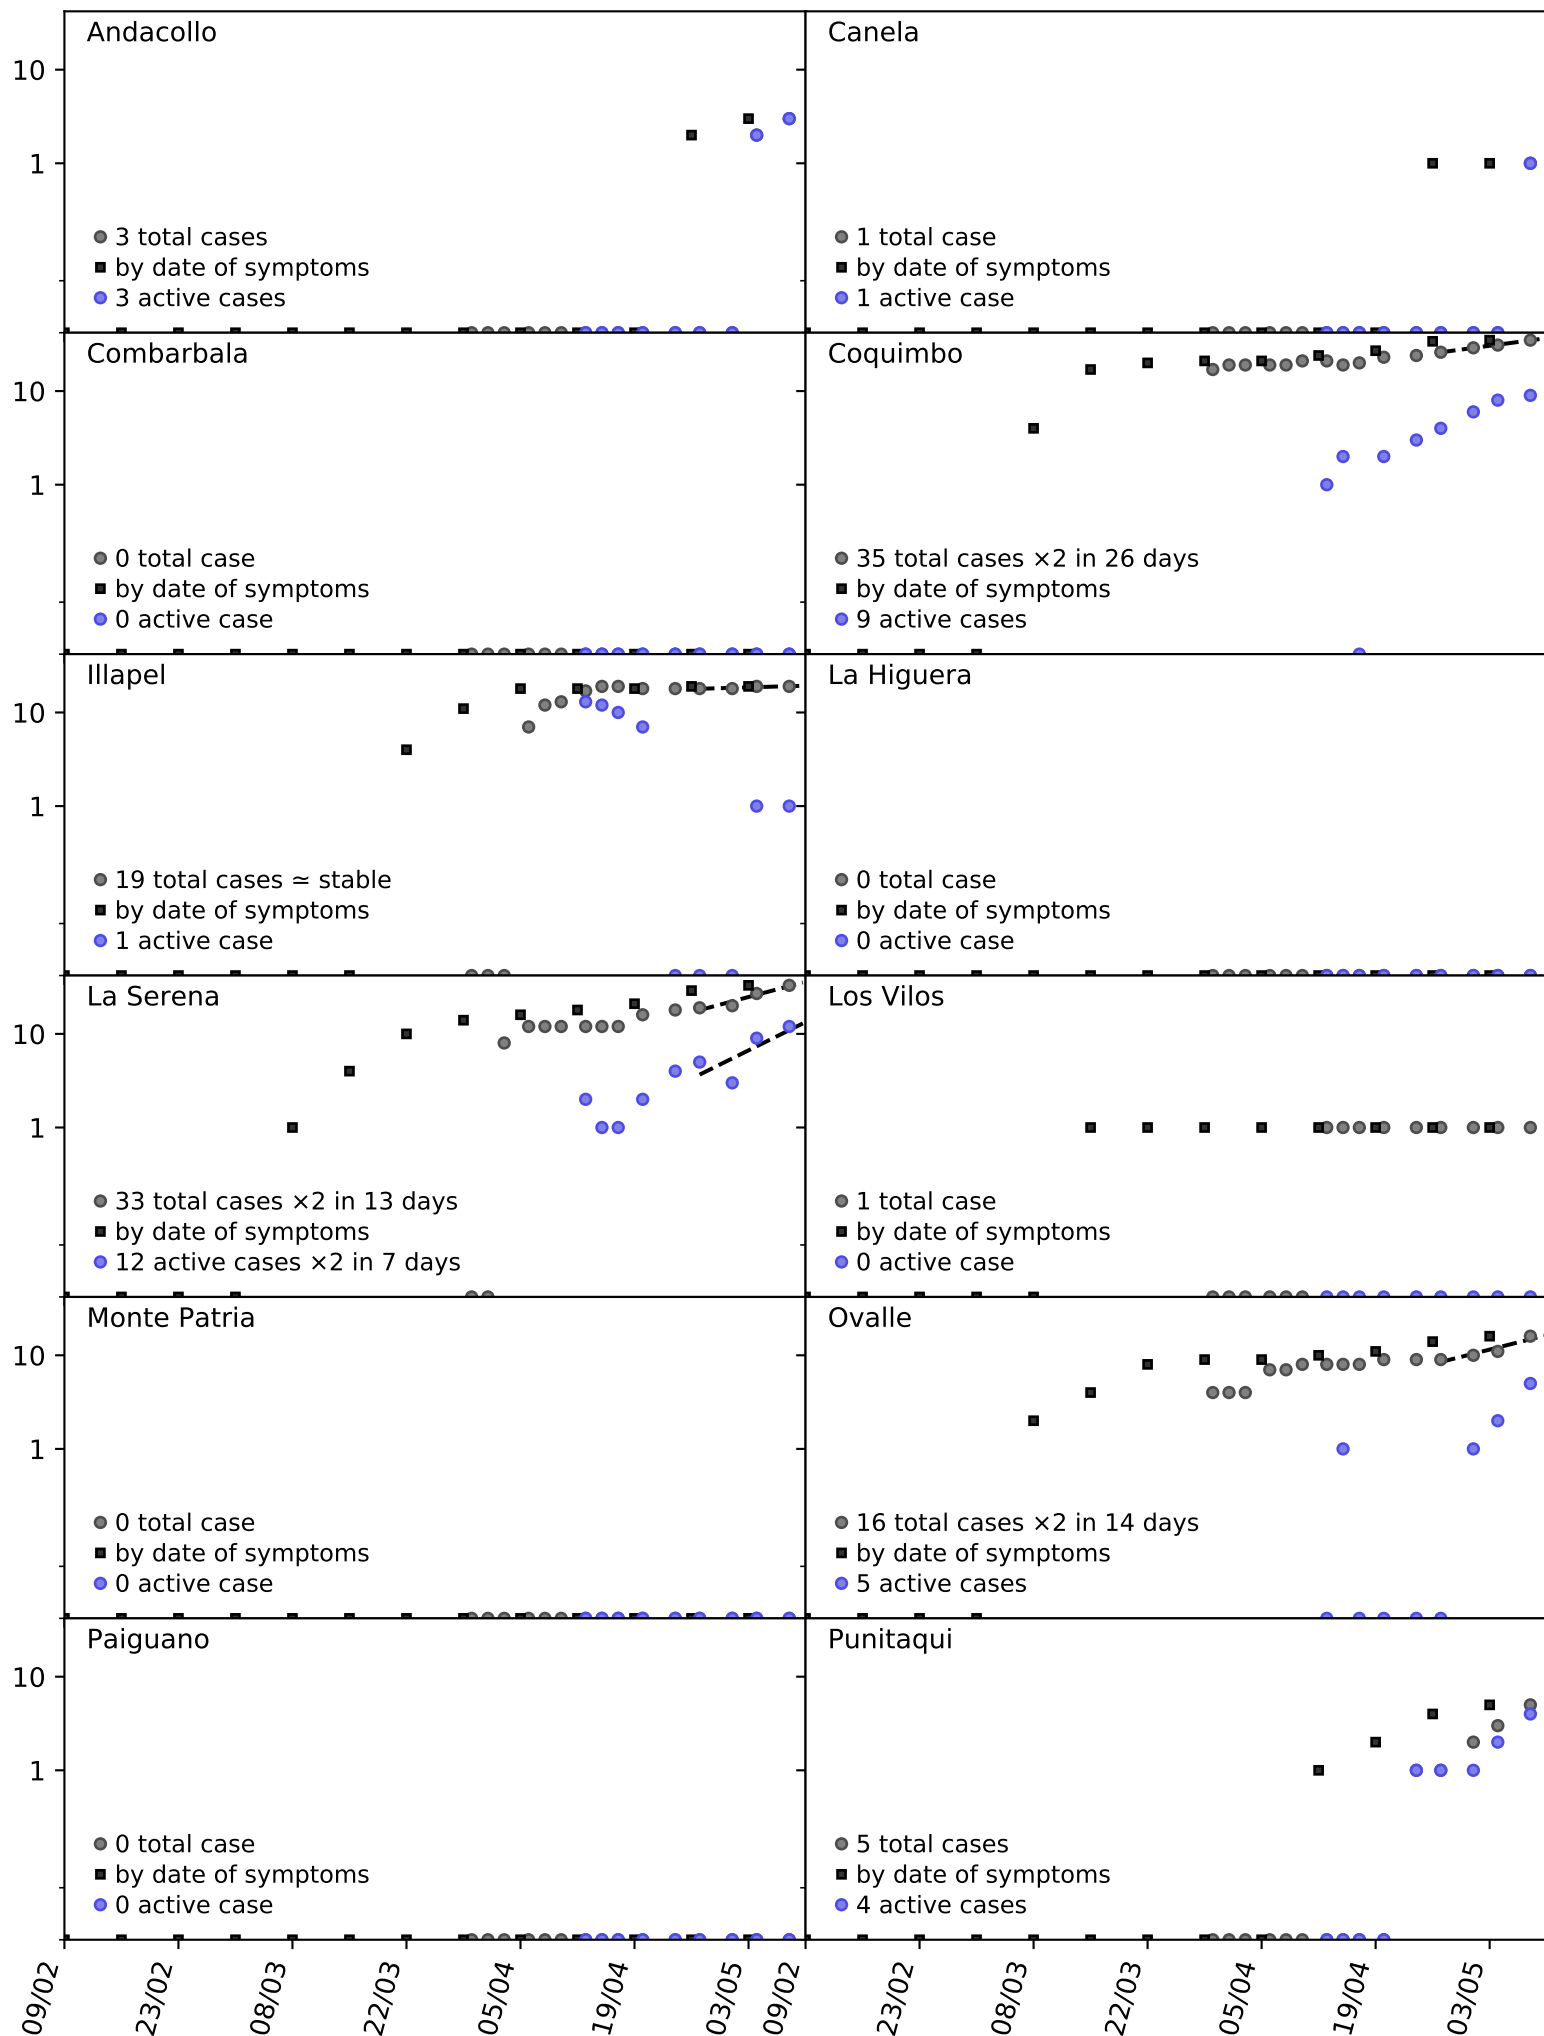 Andacollo
10
1
3 total cases
by date of symptoms
3 active cases
Canela
1 total case
by date of symptoms
1 active case
Combarbala
10
1
0 total case
by date of symptoms
0 active case
Coquimbo
35 total cases ×2 in 26 days
by date of symptoms
9 active cases
Illapel
10
1
19 total cases ≃ stable
by date of symptoms
1 active case
La Higuera
0 total case
by date of symptoms
0 active case
La Serena
10
1
33 total cases ×2 in 13 days
by date of symptoms
12 active cases ×2 in 7 days
Los Vilos
1 total case
by date of symptoms
0 active case
Monte Patria
10
1
0 total case
by date of symptoms
0 active case
Ovalle
16 total cases ×2 in 14 days
by date of symptoms
5 active cases
Paiguano
10
1
0 total case
by date of symptoms
0 active case
Punitaqui
5 total cases
by date of symptoms
4 active cases
09/02
23/02
08/03
22/03
05/04
19/04
03/05
09/02
23/02
08/03
22/03
05/04
19/04
03/05